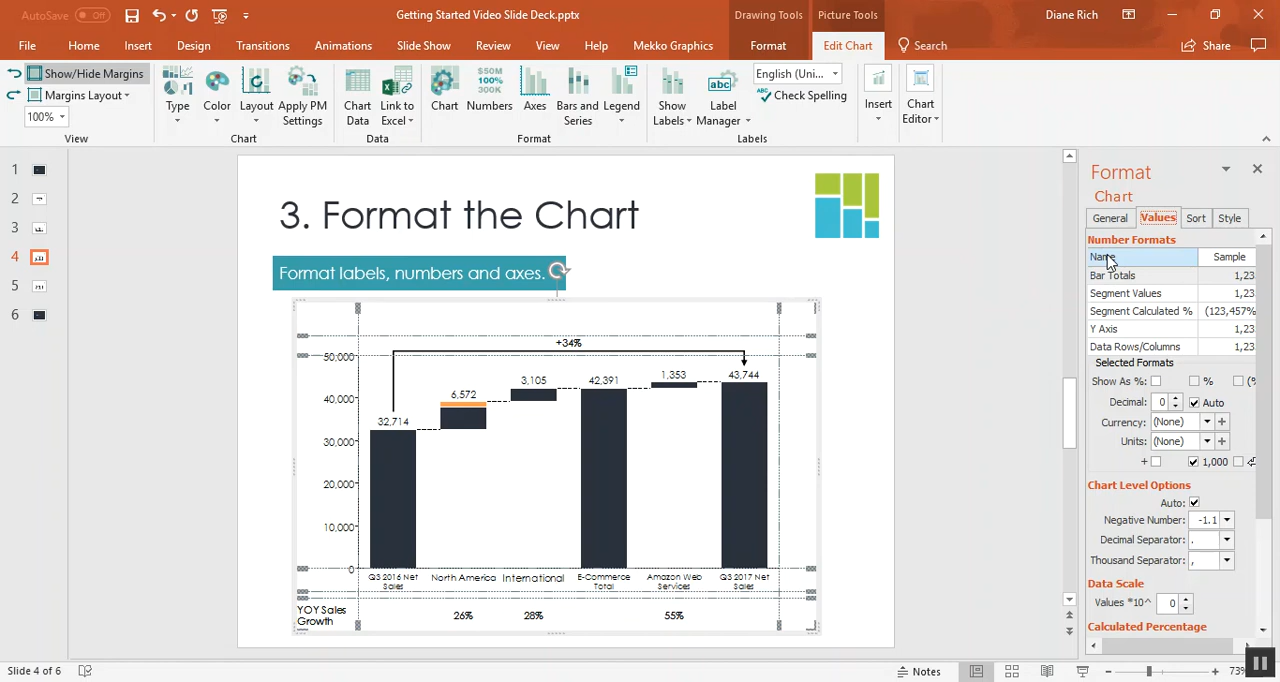 AutoSave Off
Getting Started Video Slide Deck.pptx
Drawing Tools
Picture Tools
Diane Rich
File Home Insert Design Transitions Animations Slide Show Review View Help Mekko Graphics Format Edit Chart Search Share
Show/Hide Margins
Margins Layout
100%
View
Type
Color
Layout
Apply PM Settings
Chart
Chart Data
Link to Excel
Data
Chart
Numbers
Axes
Bars and Series
Legend
Format
Show Labels
Label Manager
English (Uni...
ABC Check Spelling
abc
Labels
Insert
Chart Editor
$50M
100%
300K
1
2
3
4
5
6
3. Format the Chart
Format labels, numbers and axes.
+34%
50,000
40,000
30,000
20,000
10,000
0
32,714
6,572
3,105
42,391
1,353
43,744
Q3 2016 Net Sales
North America
International
E-Commerce Total
Amazon Web Services
Q3 2017 Net Sales
YOY Sales Growth
26% 28% 55%
Format
Chart
General Values Sort Style
Number Formats
Name Sample
Bar Totals 1,23
Segment Values 1,23
Segment Calculated % (123,457%
Y Axis 1,23
Data Rows/Columns 1,23
Selected Formats
Show As %: % (%
Decimal: 0 Auto
Currency: (None)
Units: (None)
+ 1,000
Chart Level Options
Auto:
Negative Number: -1.1
Decimal Separator: .
Thousand Separator: ,
Data Scale
Values *10^ 0
Calculated Percentage
Slide 4 of 6
Notes